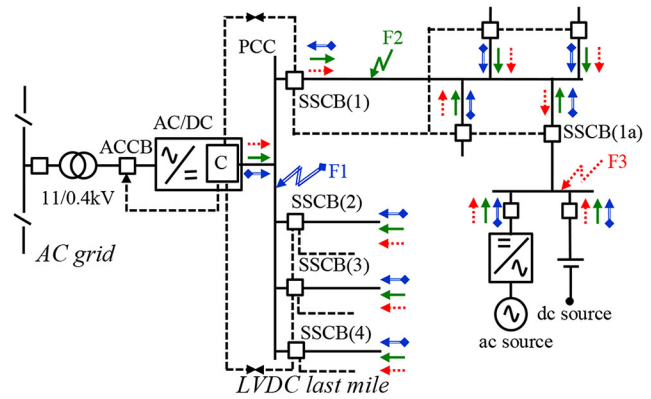 F2
PCC
SSCB(1)
AC/DC
ACCB
C
SSCB(1a)
F1
F3
11/0.4kV
SSCB(2)
AC grid
SSCB(3)
dc source
SSCB(4)
ac source
LVDC last mile